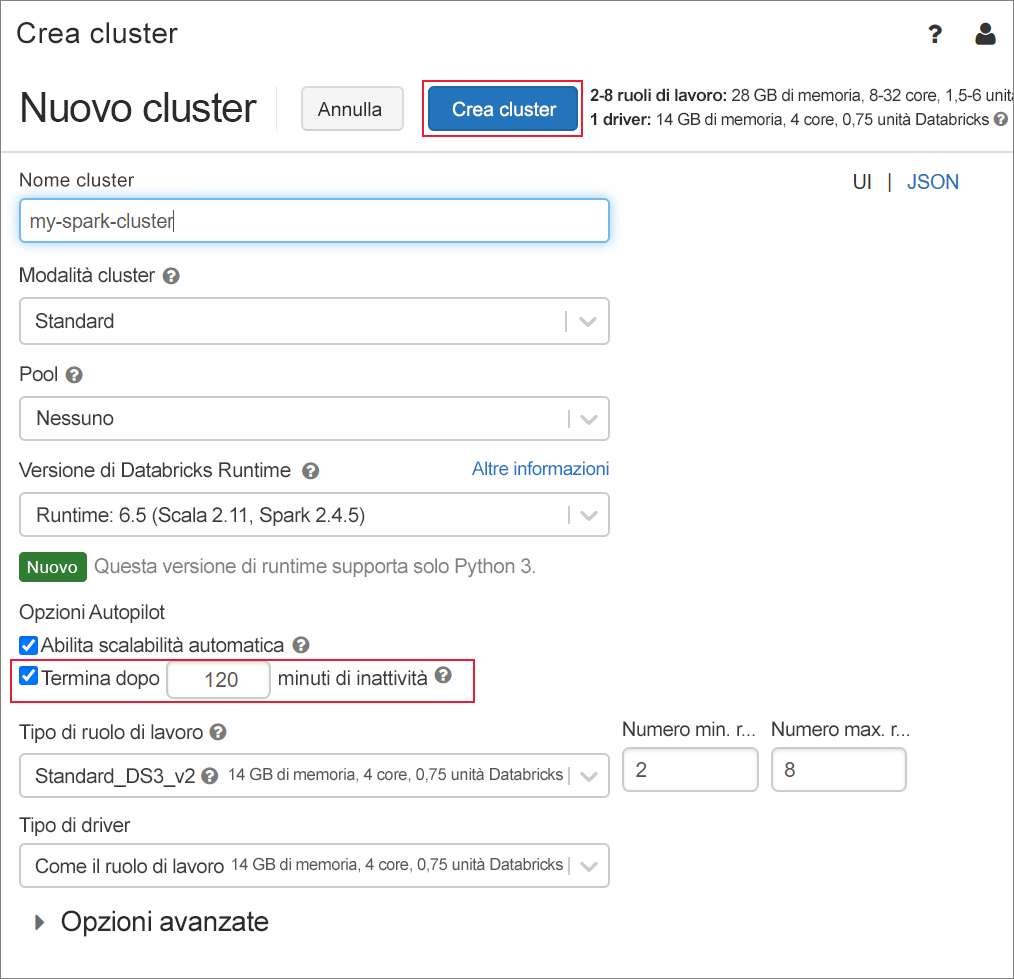 Crea cluster
?
Nuovo cluster
Annulla
Crea cluster
2-8 ruoli di lavoro: 28 GB di memoria, 8-32 core, 1,5-6 unità
1 driver: 14 GB di memoria, 4 core, 0,75 unità Databricks ?
Nome cluster
UI | JSON
my-spark-cluster
Modalità cluster ?
Standard
Pool ?
Nessuno
Versione di Databricks Runtime ?
Altre informazioni
Runtime: 6.5 (Scala 2.11, Spark 2.4.5)
Nuovo Questa versione di runtime supporta solo Python 3.
Opzioni Autopilot
Abilita scalabilità automatica ?
Termina dopo 120 minuti di inattività ?
Tipo di ruolo di lavoro ?
Numero min. r... Numero max. r...
Standard_DS3_v2 ? 14 GB di memoria, 4 core, 0,75 unità Databricks
2 8
Tipo di driver
Come il ruolo di lavoro 14 GB di memoria, 4 core, 0,75 unità Databricks
Opzioni avanzate